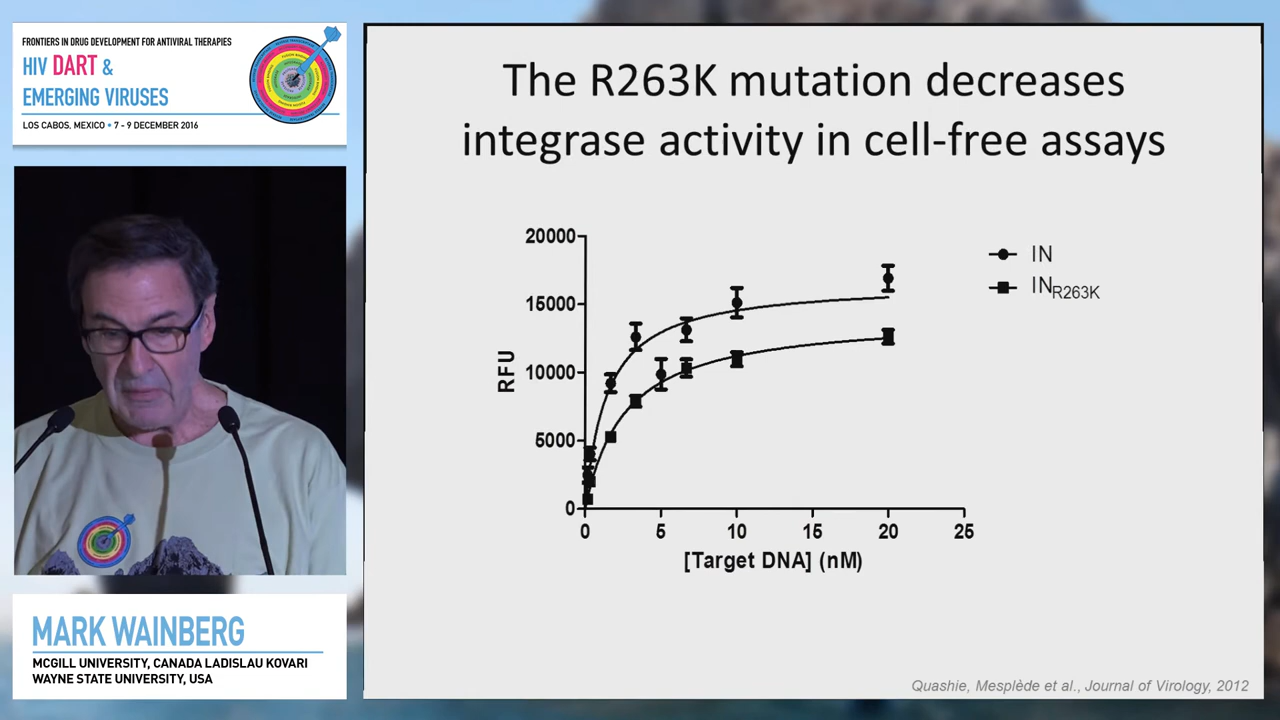 FRONTIERS IN DRUG DEVELOPMENT FOR ANTIVIRAL THERAPIES
HIV DART &
EMERGING VIRUSES
LOS CABOS, MEXICO • 7 - 9 DECEMBER 2016
MARK WAINBERG
MCGILL UNIVERSITY, CANADA LADISLAU KOVARI
WAYNE STATE UNIVERSITY, USA
The R263K mutation decreases
integrase activity in cell-free assays
20000
15000
10000
5000
0
RFU
0 5 10 15 20 25
[Target DNA] (nM)
IN
IN R263K
Quashie, Mesplède et al., Journal of Virology, 2012